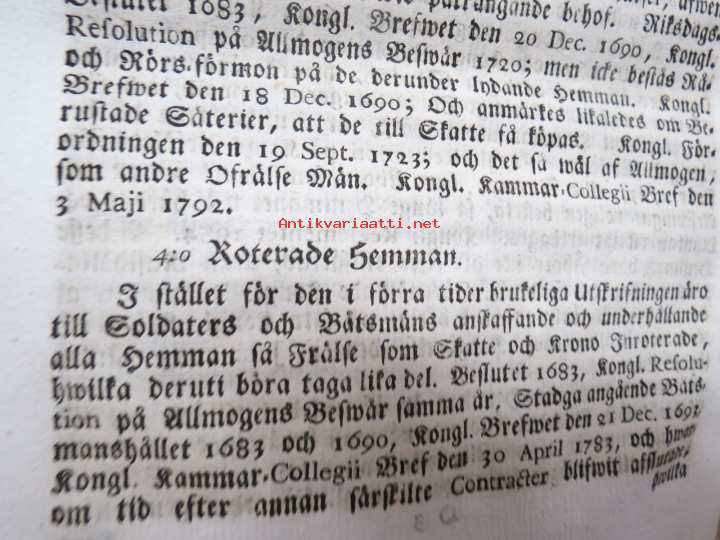 Beslutet 1683, Kongl. Brefwet den 20 Dec. 1690, Kongl.
påträngande behof. Riksdags-
Resolution på Allmogens Beswär 1720; men icke bestås Rå-
och Rörs-förmon på de derunder lydande Hemman. Kongl.
Brefwet den 18 Dec. 1690; Och anmärkes likaledes om Be-
rustade Säterier, att de till Skatte få köpas. Kongl. För-
ordningen den 19 Sept. 1723; och det så wäl af Allmogen,
som andre Ofrälse Män. Kongl. Kammar-Collegii Bref den
3 Maji 1792.
Antikvariaatti.net
4:o Roterade Hemman.
I stället för den i förra tider brukeliga Utskrifningen äro
till Soldaters och Båtsmäns anskaffande och underhållande
alla Hemman så Frälse som Skatte och Krono Inroterade,
hwilka deruti böra taga lika del. Beslutet 1683, Kongl. Resolu-
tion på Allmogens Beswär samma år, Stadga angående Båts-
manshållet 1683 och 1690, Kongl. Brefwet den 21 Dec. 1692
Kongl. Kammar-Collegii Bref den 30 April 1783, och hwar
om tid efter annan särskilte Contracter blifwit afslutade,
hwilka